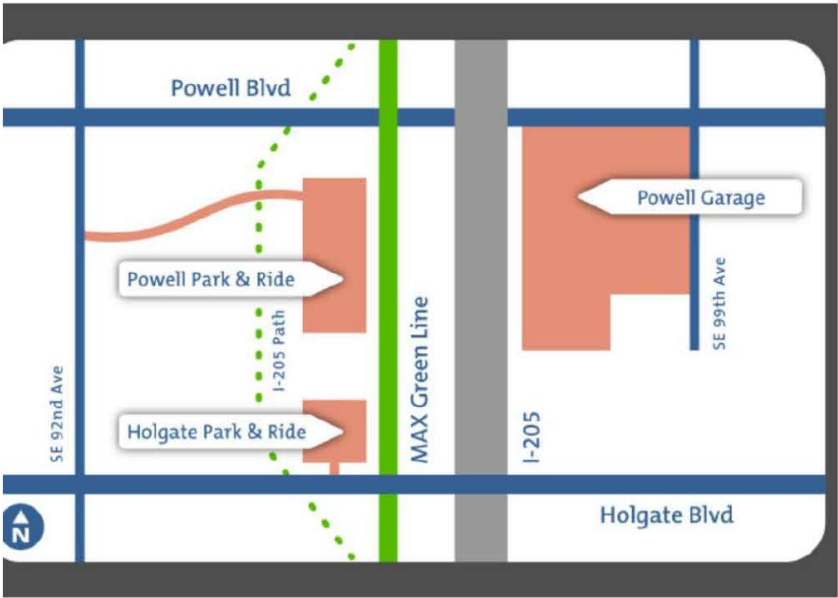 Powell Blvd
Powell Garage
Powell Park & Ride
I-205 Path
MAX Green Line
SE 99th Ave
SE 92nd Ave
Holgate Park & Ride
I-205
Holgate Blvd
N